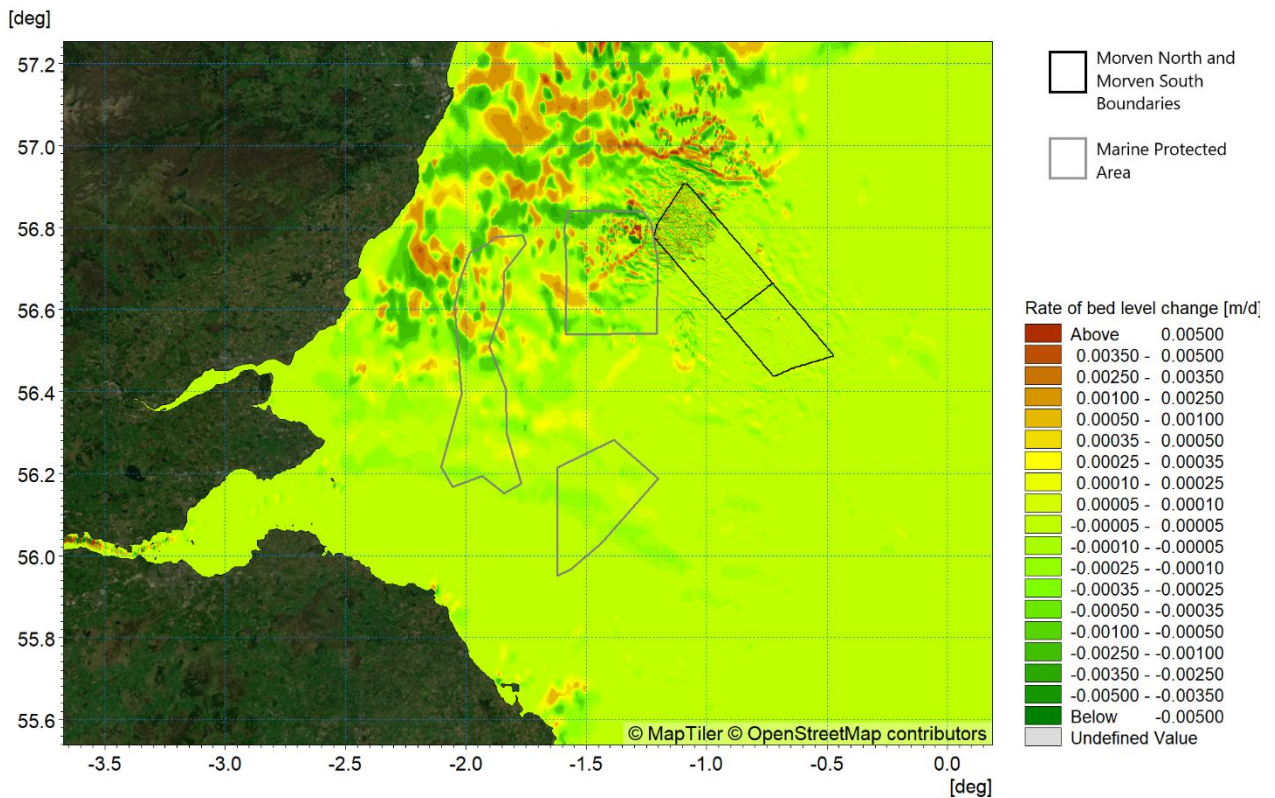 [deg]
57.2
57.0
56.8
56.6
56.4
56.2
56.0
55.8
55.6
-3.5
-3.0
-2.5
-2.0
-1.5
-1.0
-0.5
0.0
[deg]
© MapTiler © OpenStreetMap contributors
Morven North and
Morven South
Boundaries
Marine Protected
Area
Rate of bed level change [m/d]
Above 0.00500
0.00350 - 0.00500
0.00250 - 0.00350
0.00100 - 0.00250
0.00050 - 0.00100
0.00035 - 0.00050
0.00025 - 0.00035
0.00010 - 0.00025
0.00005 - 0.00010
-0.00005 - 0.00005
-0.00010 - -0.00005
-0.00025 - -0.00010
-0.00035 - -0.00025
-0.00050 - -0.00035
-0.00100 - -0.00050
-0.00250 - -0.00100
-0.00350 - -0.00250
-0.00500 - -0.00350
Below -0.00500
Undefined Value